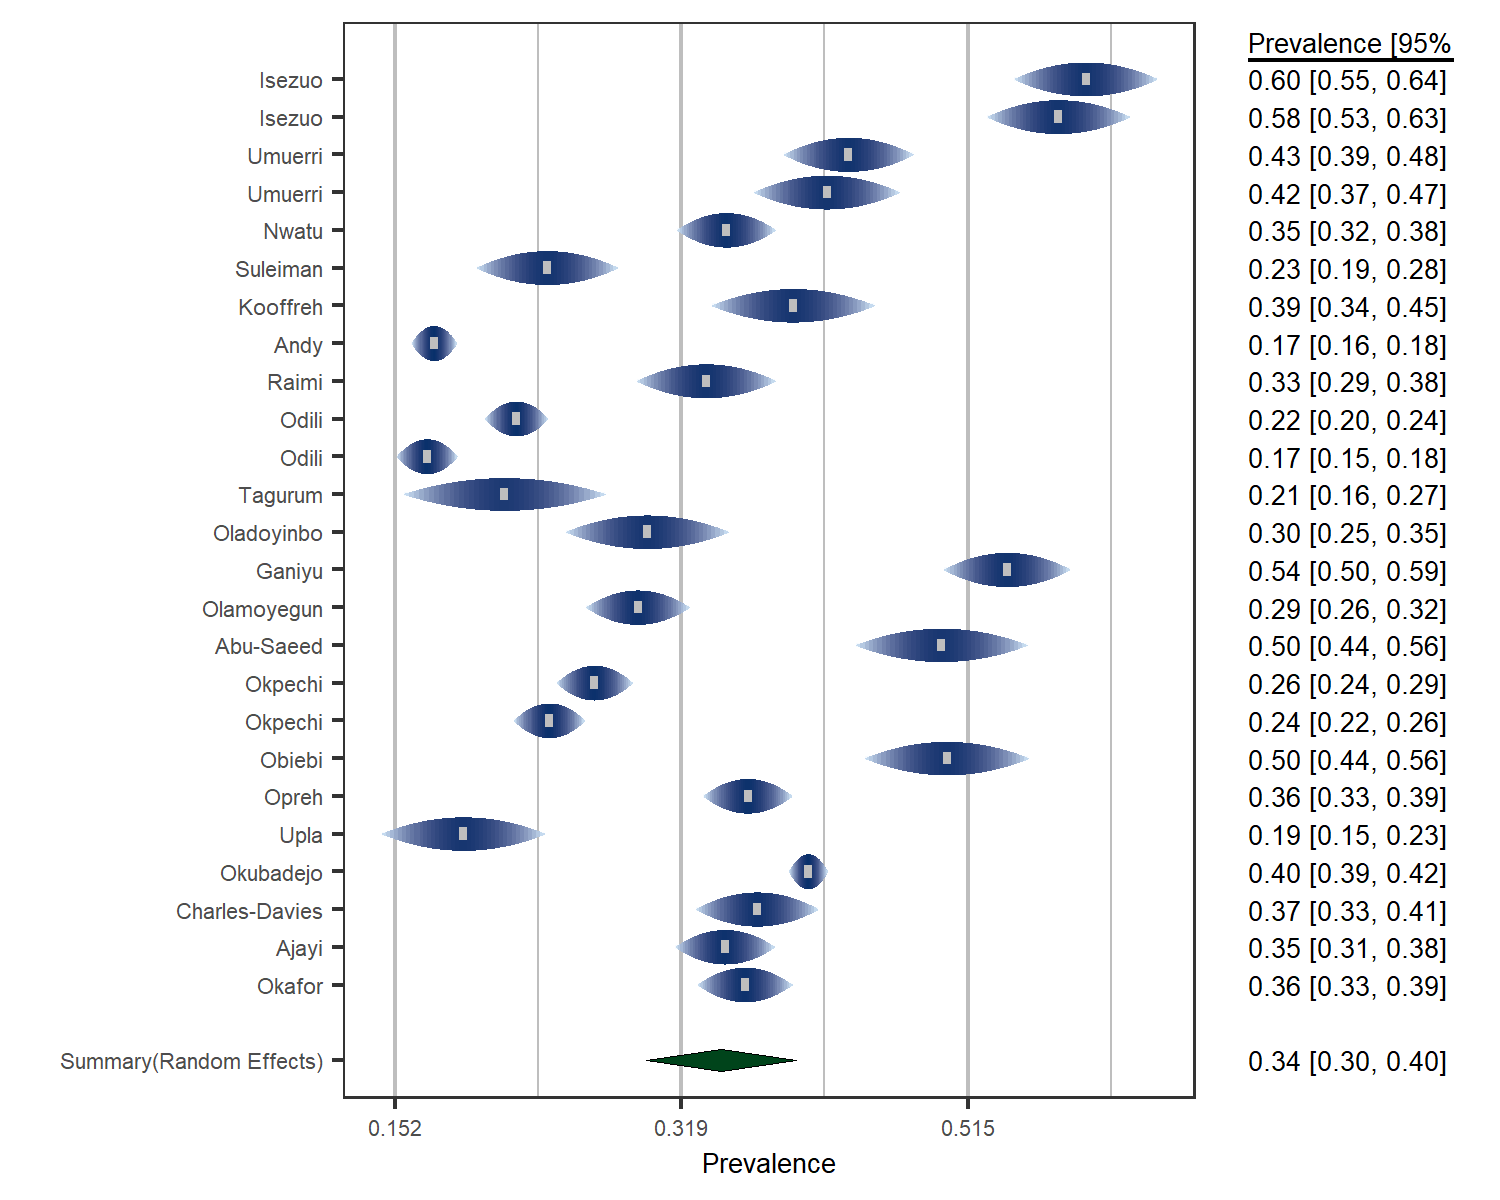 Prevalence [95%
Isezuo 0.60 [0.55, 0.64]
Isezuo 0.58 [0.53, 0.63]
Umuerri 0.43 [0.39, 0.48]
Umuerri 0.42 [0.37, 0.47]
Nwatu 0.35 [0.32, 0.38]
Suleiman 0.23 [0.19, 0.28]
Kooffreh 0.39 [0.34, 0.45]
Andy 0.17 [0.16, 0.18]
Raimi 0.33 [0.29, 0.38]
Odili 0.22 [0.20, 0.24]
Odili 0.17 [0.15, 0.18]
Tagurum 0.21 [0.16, 0.27]
Oladoyinbo 0.30 [0.25, 0.35]
Ganiyu 0.54 [0.50, 0.59]
Olamoyegun 0.29 [0.26, 0.32]
Abu-Saeed 0.50 [0.44, 0.56]
Okpechi 0.26 [0.24, 0.29]
Okpechi 0.24 [0.22, 0.26]
Obiebi 0.50 [0.44, 0.56]
Opreh 0.36 [0.33, 0.39]
Upla 0.19 [0.15, 0.23]
Okubadejo 0.40 [0.39, 0.42]
Charles-Davies 0.37 [0.33, 0.41]
Ajayi 0.35 [0.31, 0.38]
Okafor 0.36 [0.33, 0.39]
Summary(Random Effects) 0.34 [0.30, 0.40]
0.152 0.319 0.515
Prevalence